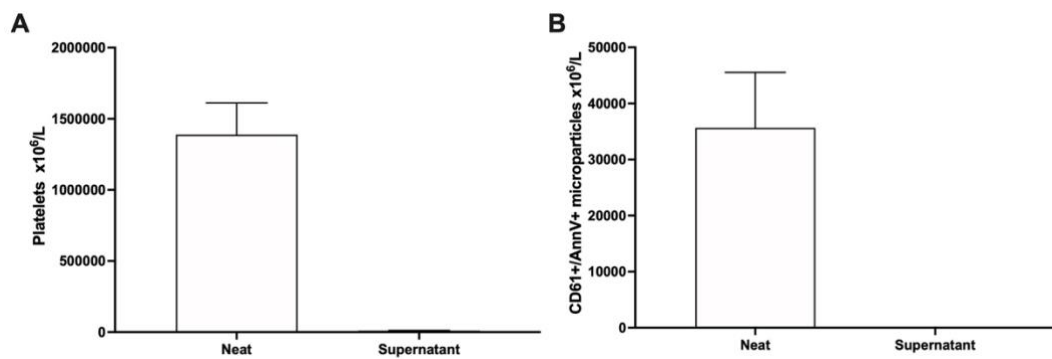 A
Platelets x10⁶/L
2000000
1500000
1000000
500000
0
Neat
Supernatant
B
CD61+/AnnV+ microparticles x10⁶/L
50000
40000
30000
20000
10000
0
Neat
Supernatant